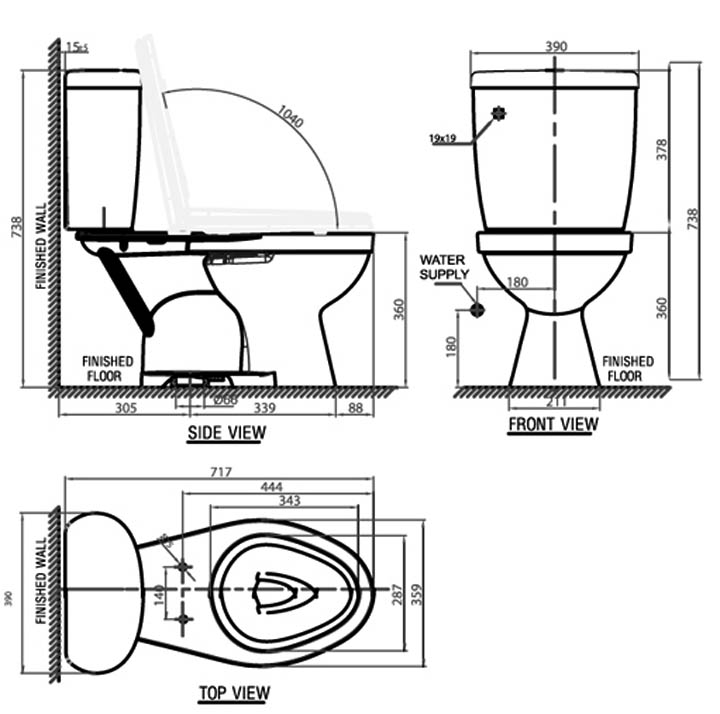 15±5
1040
738
FINISHED WALL
360
FINISHED
FLOOR
Ø66
305
339
88
SIDE VIEW
390
19x19
378
738
WATER
SUPPLY
180
180
360
FINISHED
FLOOR
211
FRONT VIEW
717
444
343
390
FINISHED WALL
140
287
359
TOP VIEW